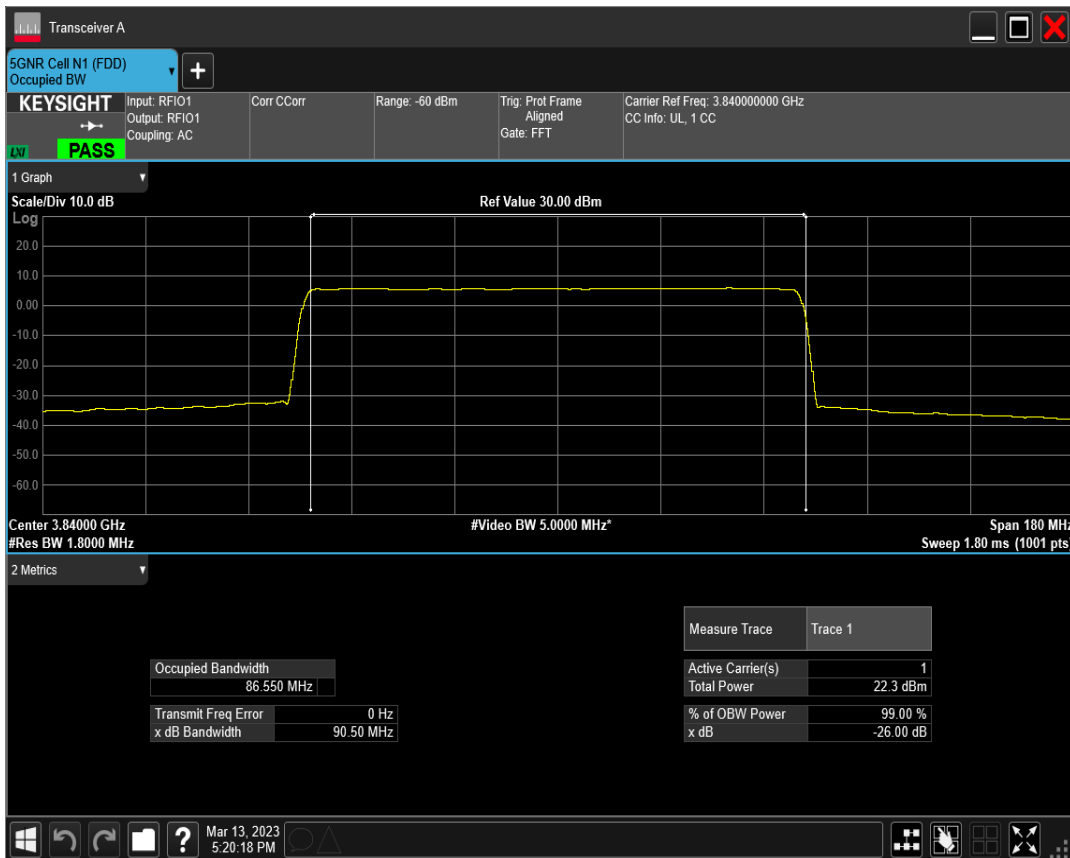 Transceiver A
5GNR Cell N1 (FDD)
Occupied BW
KEYSIGHT
LXI
PASS
Input: RFIO1
Output: RFIO1
Coupling: AC
Corr CCorr
Range: -60 dBm
Trig: Prot Frame
Aligned
Gate: FFT
Carrier Ref Freq: 3.840000000 GHz
CC Info: UL, 1 CC
1 Graph
Scale/Div 10.0 dB
Ref Value 30.00 dBm
Log
20.0
10.0
0.00
-10.0
-20.0
-30.0
-40.0
-50.0
-60.0
Center 3.84000 GHz
#Video BW 5.0000 MHz*
Span 180 MHz
#Res BW 1.8000 MHz
Sweep 1.80 ms (1001 pts)
2 Metrics
Measure Trace Trace 1
Occupied Bandwidth
86.550 MHz
Active Carrier(s) 1
Total Power 22.3 dBm
Transmit Freq Error 0 Hz
x dB Bandwidth 90.50 MHz
% of OBW Power 99.00 %
x dB -26.00 dB
?
Mar 13, 2023
5:20:18 PM